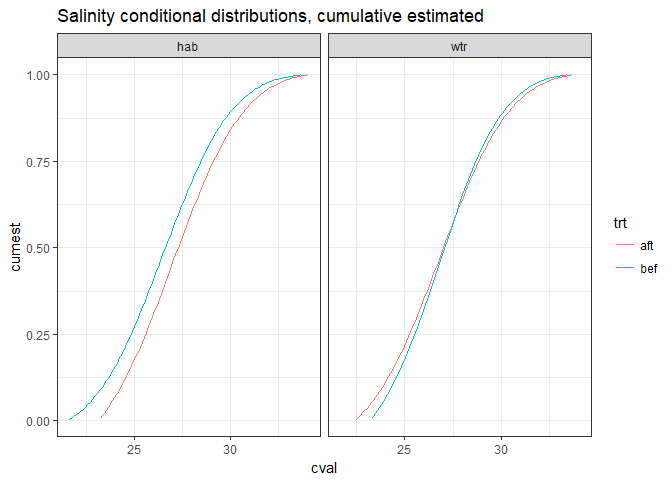 Salinity conditional distributions, cumulative estimated
hab
wtr
1.00
0.75
0.50
0.25
0.00
cumest
25
30
25
30
cval
trt
aft
bef